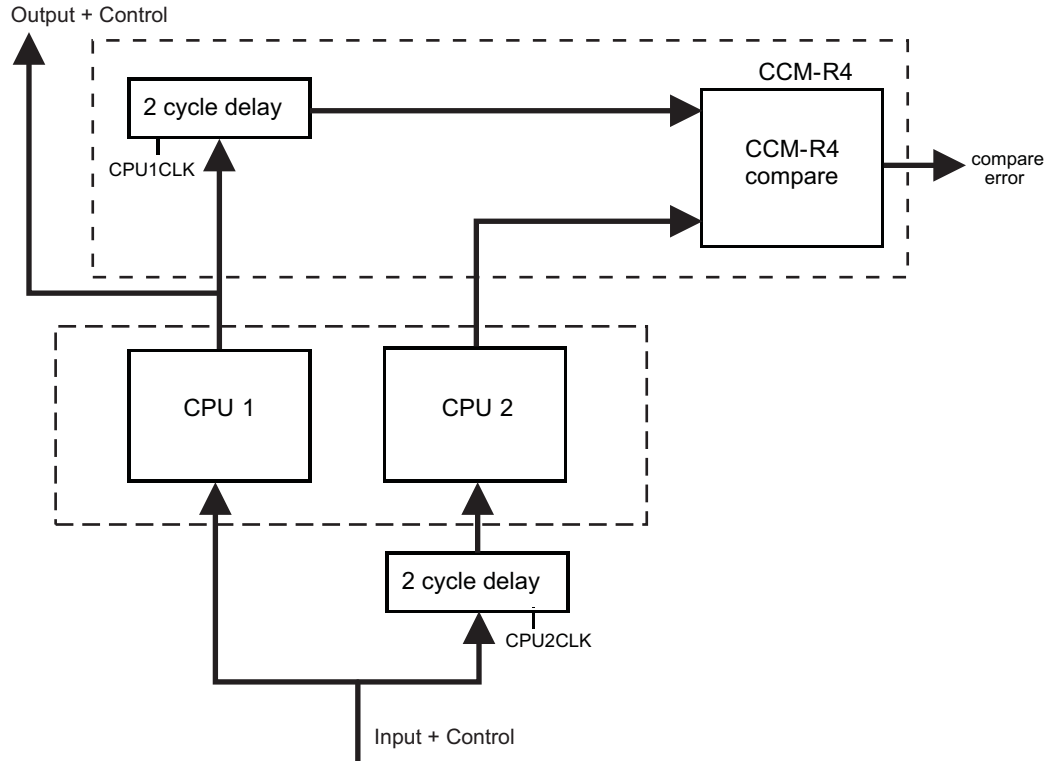 Output + Control
CCM-R4
2 cycle delay
CPU1CLK
CCM-R4
compare
compare
error
CPU 1
CPU 2
2 cycle delay
CPU2CLK
Input + Control